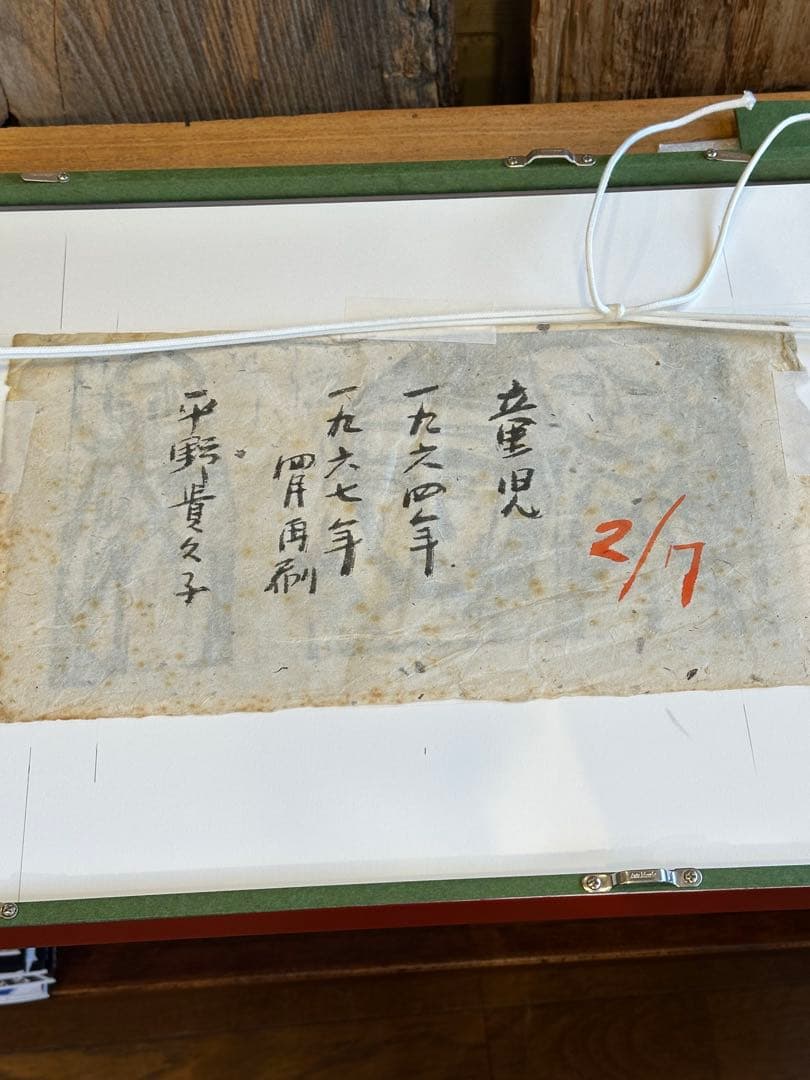 2/7
童児
一九六四年
一九六七年
四月再刷
平野貴久子